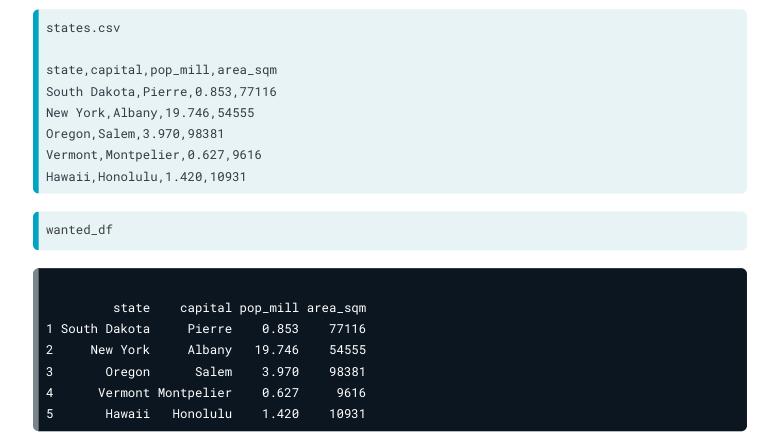 states.csv
state,capital,pop_mill,area_sqm
South Dakota,Pierre,0.853,77116
New York,Albany,19.746,54555
Oregon,Salem,3.970,98381
Vermont,Montpelier,0.627,9616
Hawaii,Honolulu,1.420,10931
wanted_df
state capital pop_mill area_sqm
1 South Dakota Pierre 0.853 77116
2 New York Albany 19.746 54555
3 Oregon Salem 3.970 98381
4 Vermont Montpelier 0.627 9616
5 Hawaii Honolulu 1.420 10931